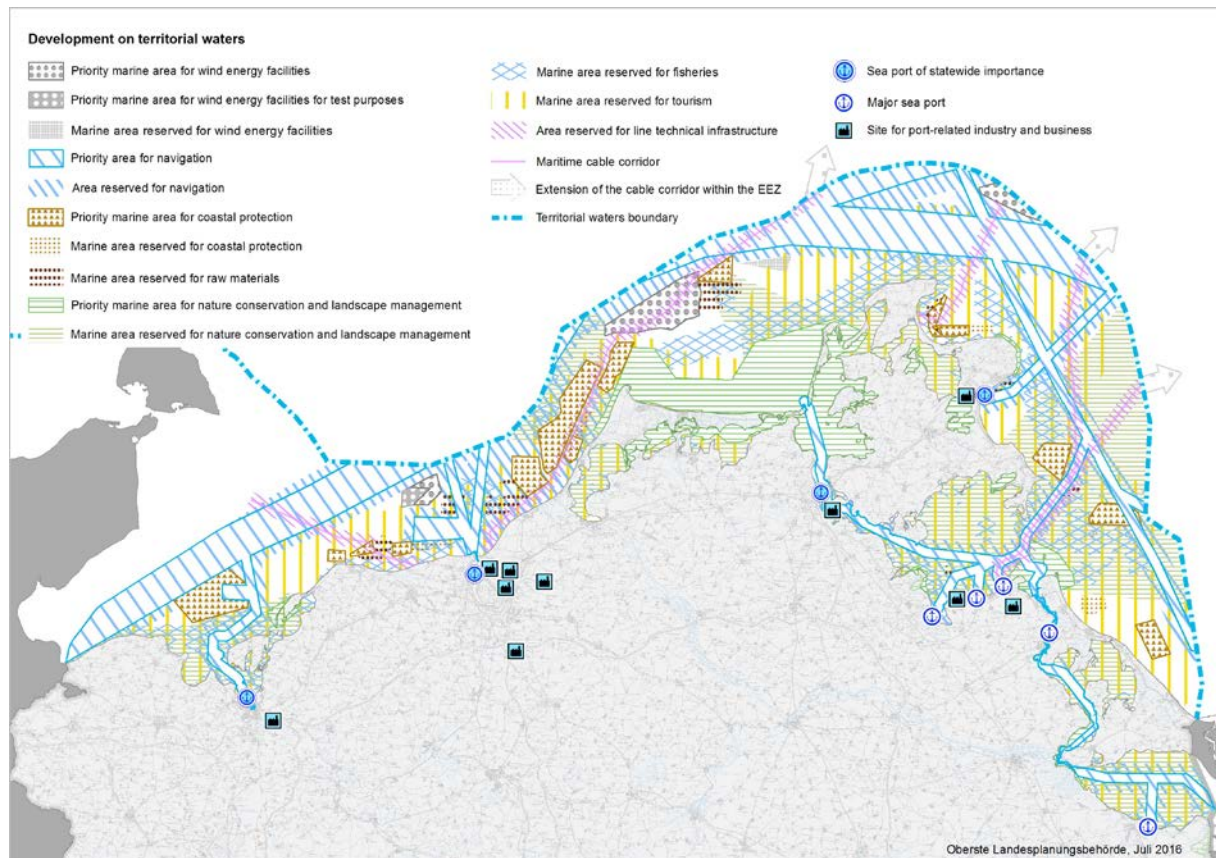 Development on territorial waters
Priority marine area for wind energy facilities
Priority marine area for wind energy facilities for test purposes
Marine area reserved for wind energy facilities
Priority area for navigation
Area reserved for navigation
Priority marine area for coastal protection
Marine area reserved for coastal protection
Marine area reserved for raw materials
Priority marine area for nature conservation and landscape management
Marine area reserved for nature conservation and landscape management
Marine area reserved for fisheries
Marine area reserved for tourism
Area reserved for line technical infrastructure
Maritime cable corridor
Extension of the cable corridor within the EEZ
Territorial waters boundary
Sea port of statewide importance
Major sea port
Site for port-related industry and business
Oberste Landesplanungsbehörde, Juli 2016